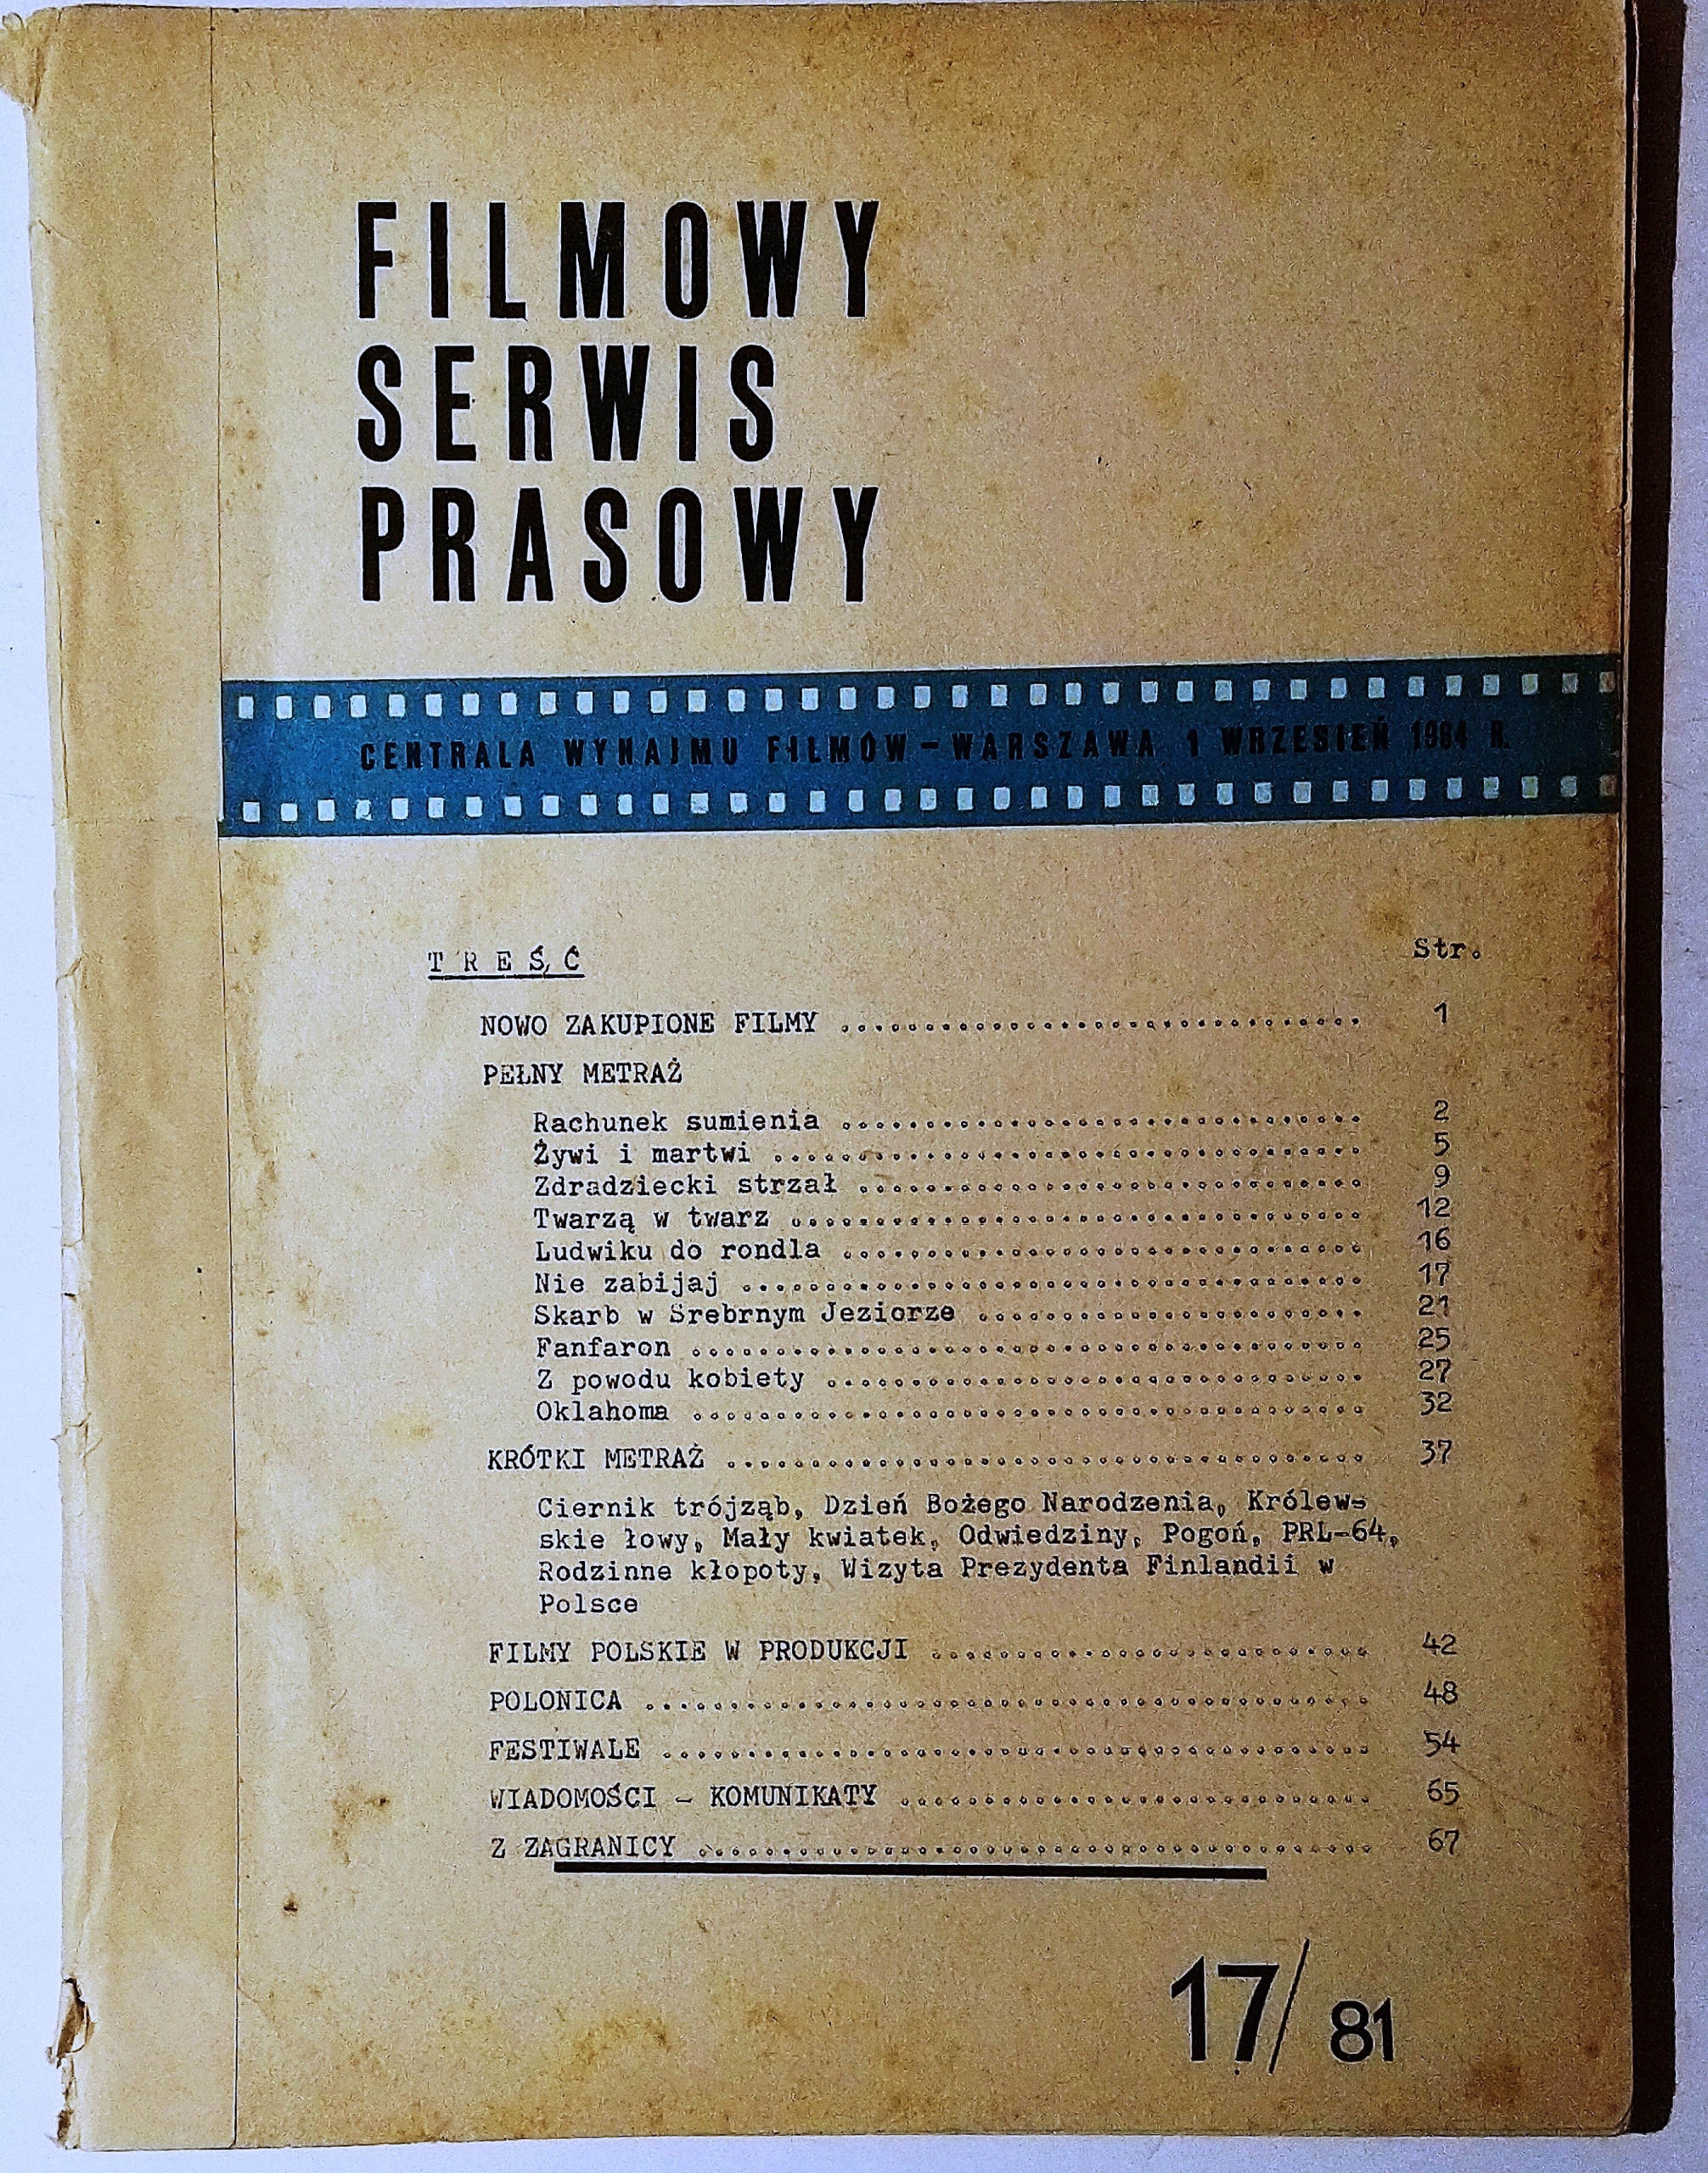 FILMOWY
SERWIS
PRASOWY
CENTRALA WYNAJMU FILMÓW – WARSZAWA 1 WRZESIEŃ 1964 R.
TREŚĆ Str.
NOWO ZAKUPIONE FILMY ............................... 1
PEŁNY METRAŻ
Rachunek sumienia ............................... 2
Żywi i martwi ................................... 5
Zdradziecki strzał .............................. 9
Twarzą w twarz .................................. 12
Ludwiku do rondla ............................... 16
Nie zabijaj ..................................... 17
Skarb w Srebrnym Jeziorze ....................... 21
Fanfaron ........................................ 25
Z powodu kobiety ................................ 27
Oklahoma ........................................ 32
KRÓTKI METRAŻ ...................................... 37
Ciernik trójząb, Dzień Bożego Narodzenia, Królew-
skie łowy, Mały kwiatek, Odwiedziny, Pogoń, PRL-64,
Rodzinne kłopoty, Wizyta Prezydenta Finlandii w
Polsce
FILMY POLSKIE W PRODUKCJI .......................... 42
POLONICA ........................................... 48
FESTIWALE .......................................... 54
WIADOMOŚCI – KOMUNIKATY ............................ 65
Z ZAGRANICY ........................................ 67
17/81